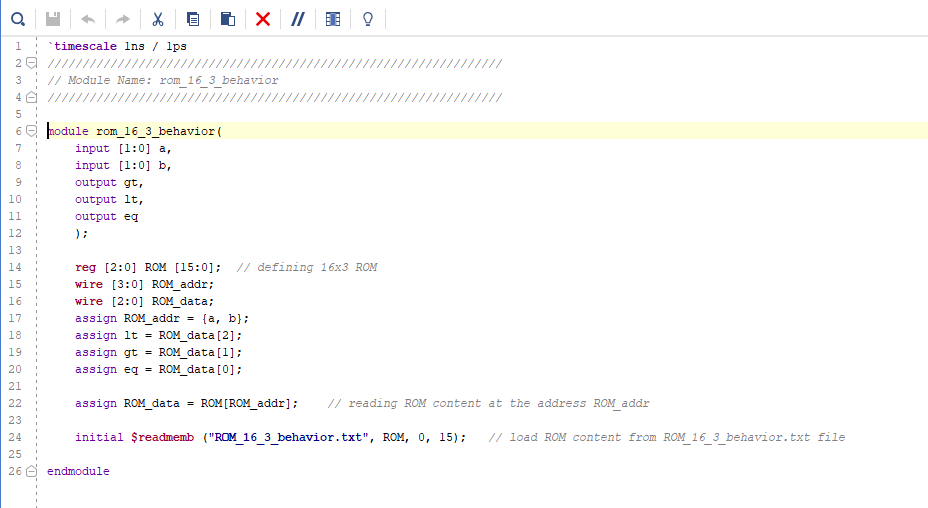 1 `timescale 1ns / 1ps
2 //////////////////////////////////////////////////////////////////
3 // Module Name: rom_16_3_behavior
4 //////////////////////////////////////////////////////////////////
5
6 module rom_16_3_behavior(
7 input [1:0] a,
8 input [1:0] b,
9 output gt,
10 output lt,
11 output eq
12 );
13
14 reg [2:0] ROM [15:0]; // defining 16x3 ROM
15 wire [3:0] ROM_addr;
16 wire [2:0] ROM_data;
17 assign ROM_addr = {a, b};
18 assign lt = ROM_data[2];
19 assign gt = ROM_data[1];
20 assign eq = ROM_data[0];
21
22 assign ROM_data = ROM[ROM_addr]; // reading ROM content at the address ROM_addr
23
24 initial $readmemb ("ROM_16_3_behavior.txt", ROM, 0, 15); // load ROM content from ROM_16_3_behavior.txt file
25
26 endmodule